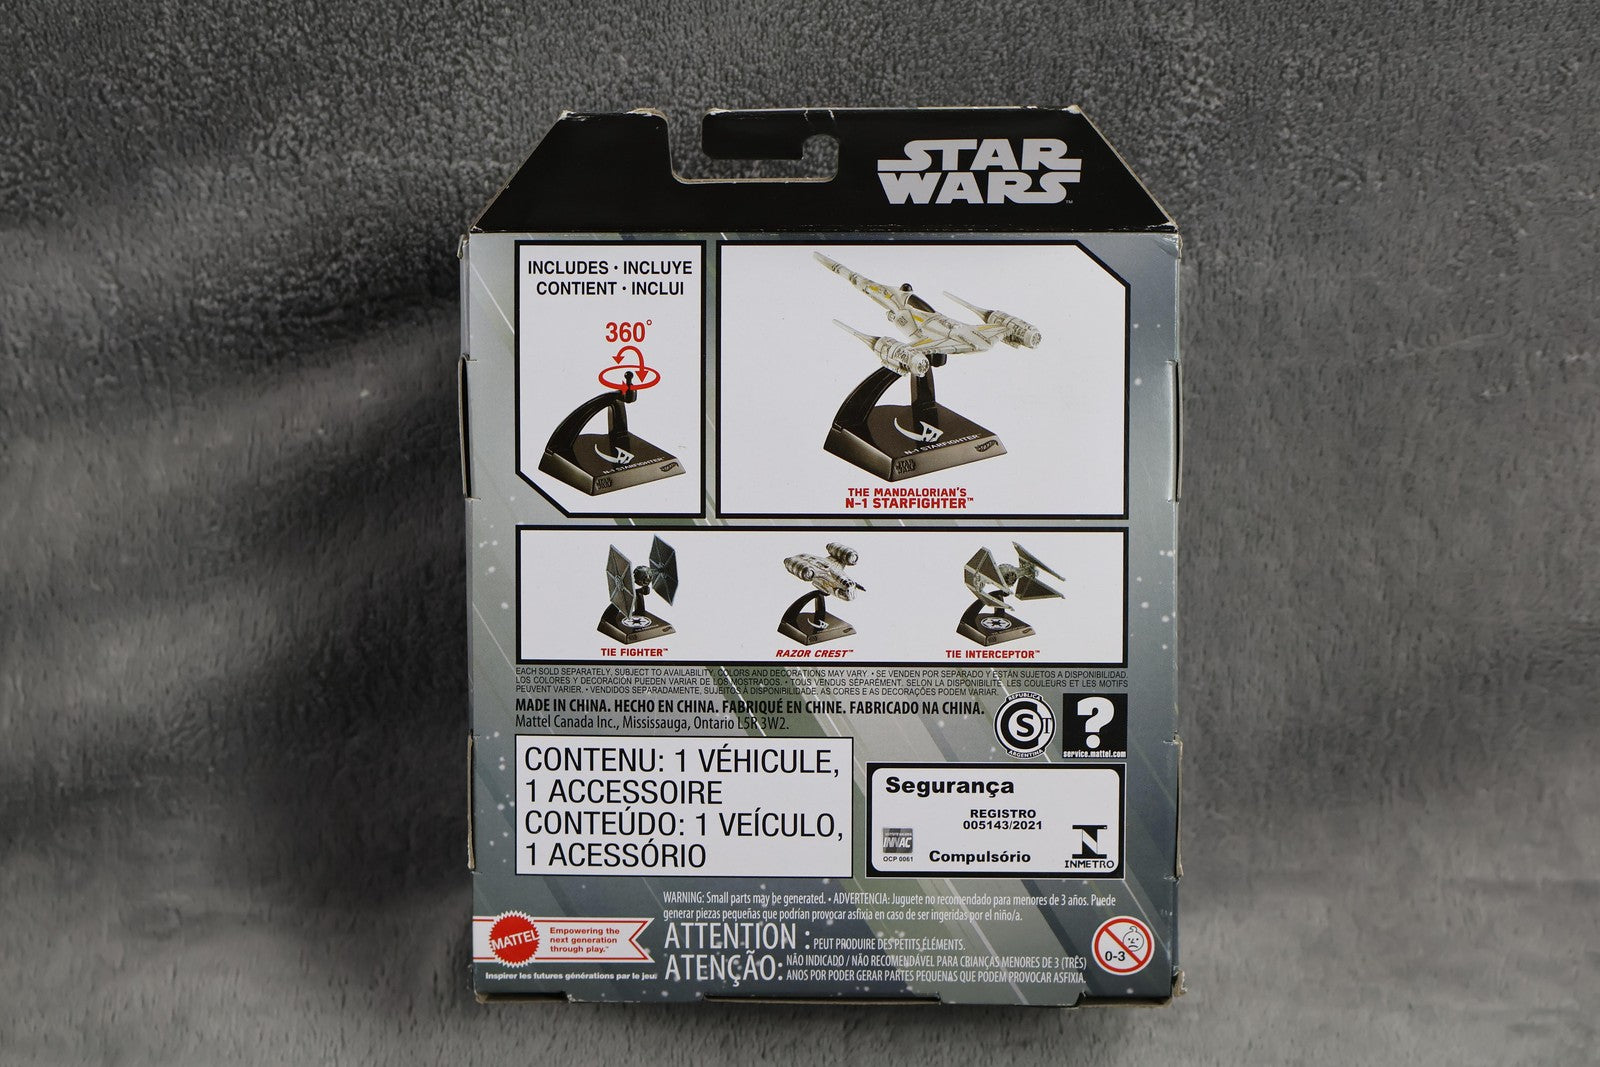 STAR
WARS
™
INCLUDES • INCLUYE
CONTIENT • INCLUI
360°
N-1 STARFIGHTER
STAR
WARS
N-1 STARFIGHTER
STAR
WARS
THE MANDALORIAN'S
N-1 STARFIGHTER™
TIE FIGHTER™
RAZOR CREST™
TIE INTERCEPTOR™
EACH SOLD SEPARATELY, SUBJECT TO AVAILABILITY. COLORS AND DECORATIONS MAY VARY. • SE VENDEN POR SEPARADO Y ESTÁN SUJETOS A DISPONIBILIDAD.
LOS COLORES Y DECORACIÓN PUEDEN VARIAR DE LOS MOSTRADOS. • TOUS VENDUS SÉPARÉMENT, SELON LA DISPONIBILITÉ. LES COULEURS ET LES MOTIFS
PEUVENT VARIER. • VENDIDOS SEPARADAMENTE, SUJEITOS À DISPONIBILIDADE. AS CORES E AS DECORAÇÕES PODEM VARIAR.
MADE IN CHINA. HECHO EN CHINA. FABRIQUÉ EN CHINE. FABRICADO NA CHINA.
Mattel Canada Inc., Mississauga, Ontario L5R 3W2.
REPUBLICA
S
ARGENTINA
?
service.mattel.com
CONTENU: 1 VÉHICULE,
1 ACCESSOIRE
CONTEÚDO: 1 VEÍCULO,
1 ACESSÓRIO
Segurança
REGISTRO
005143/2021
INNAC
OCP 0061
Compulsório
INMETRO
WARNING: Small parts may be generated. • ADVERTENCIA: Juguete no recomendado para menores de 3 años. Puede
generar piezas pequeñas que podrían provocar asfixia en caso de ser ingeridas por el niño/a.
ATTENTION : PEUT PRODUIRE DES PETITS ÉLÉMENTS.
ATENÇÃO: NÃO INDICADO / NÃO RECOMENDÁVEL PARA CRIANÇAS MENORES DE 3 (TRÊS)
ANOS POR PODER GERAR PARTES PEQUENAS QUE PODEM PROVOCAR ASFIXIA.
MATTEL
Empowering the
next generation
through play.™
Inspirer les futures générations par le jeu
0-3